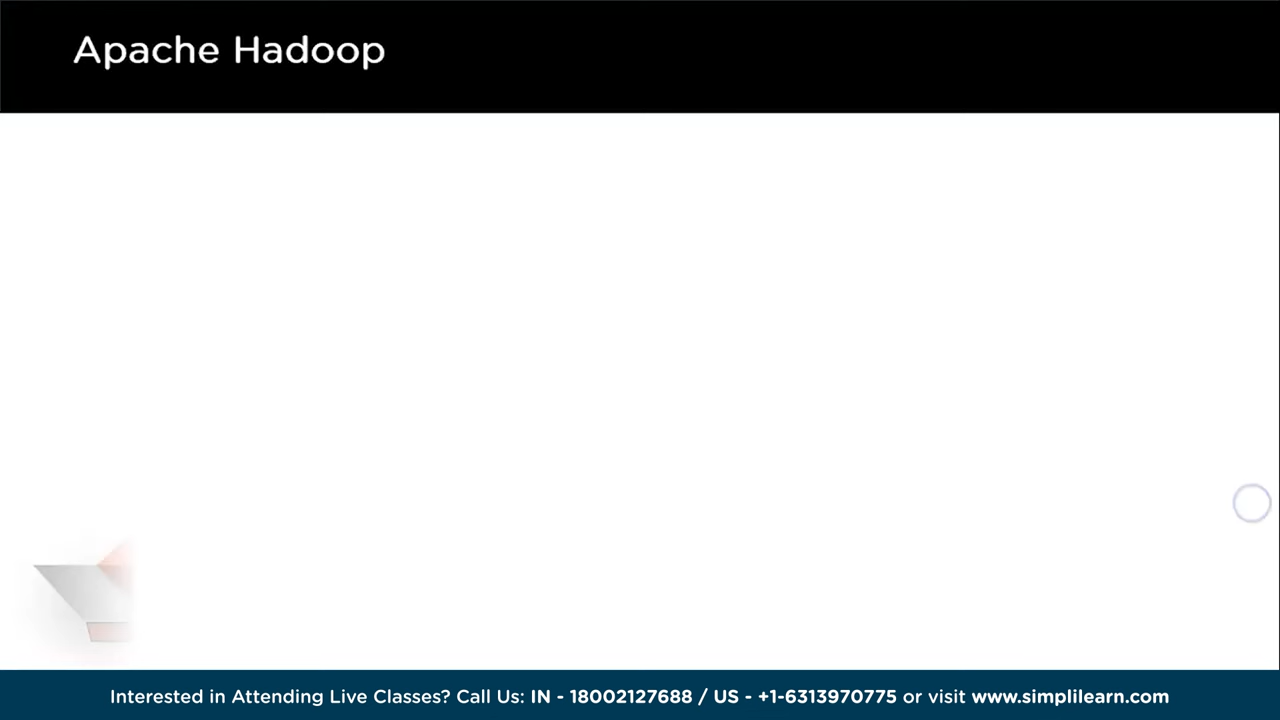 Apache Hadoop
Interested in Attending Live Classes? Call Us: IN - 18002127688 / US - +1-6313970775 or visit www.simplilearn.com